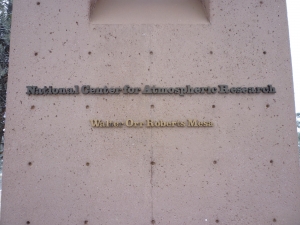 National Center for Atmospheric Research
Walter Orr Roberts Mesa